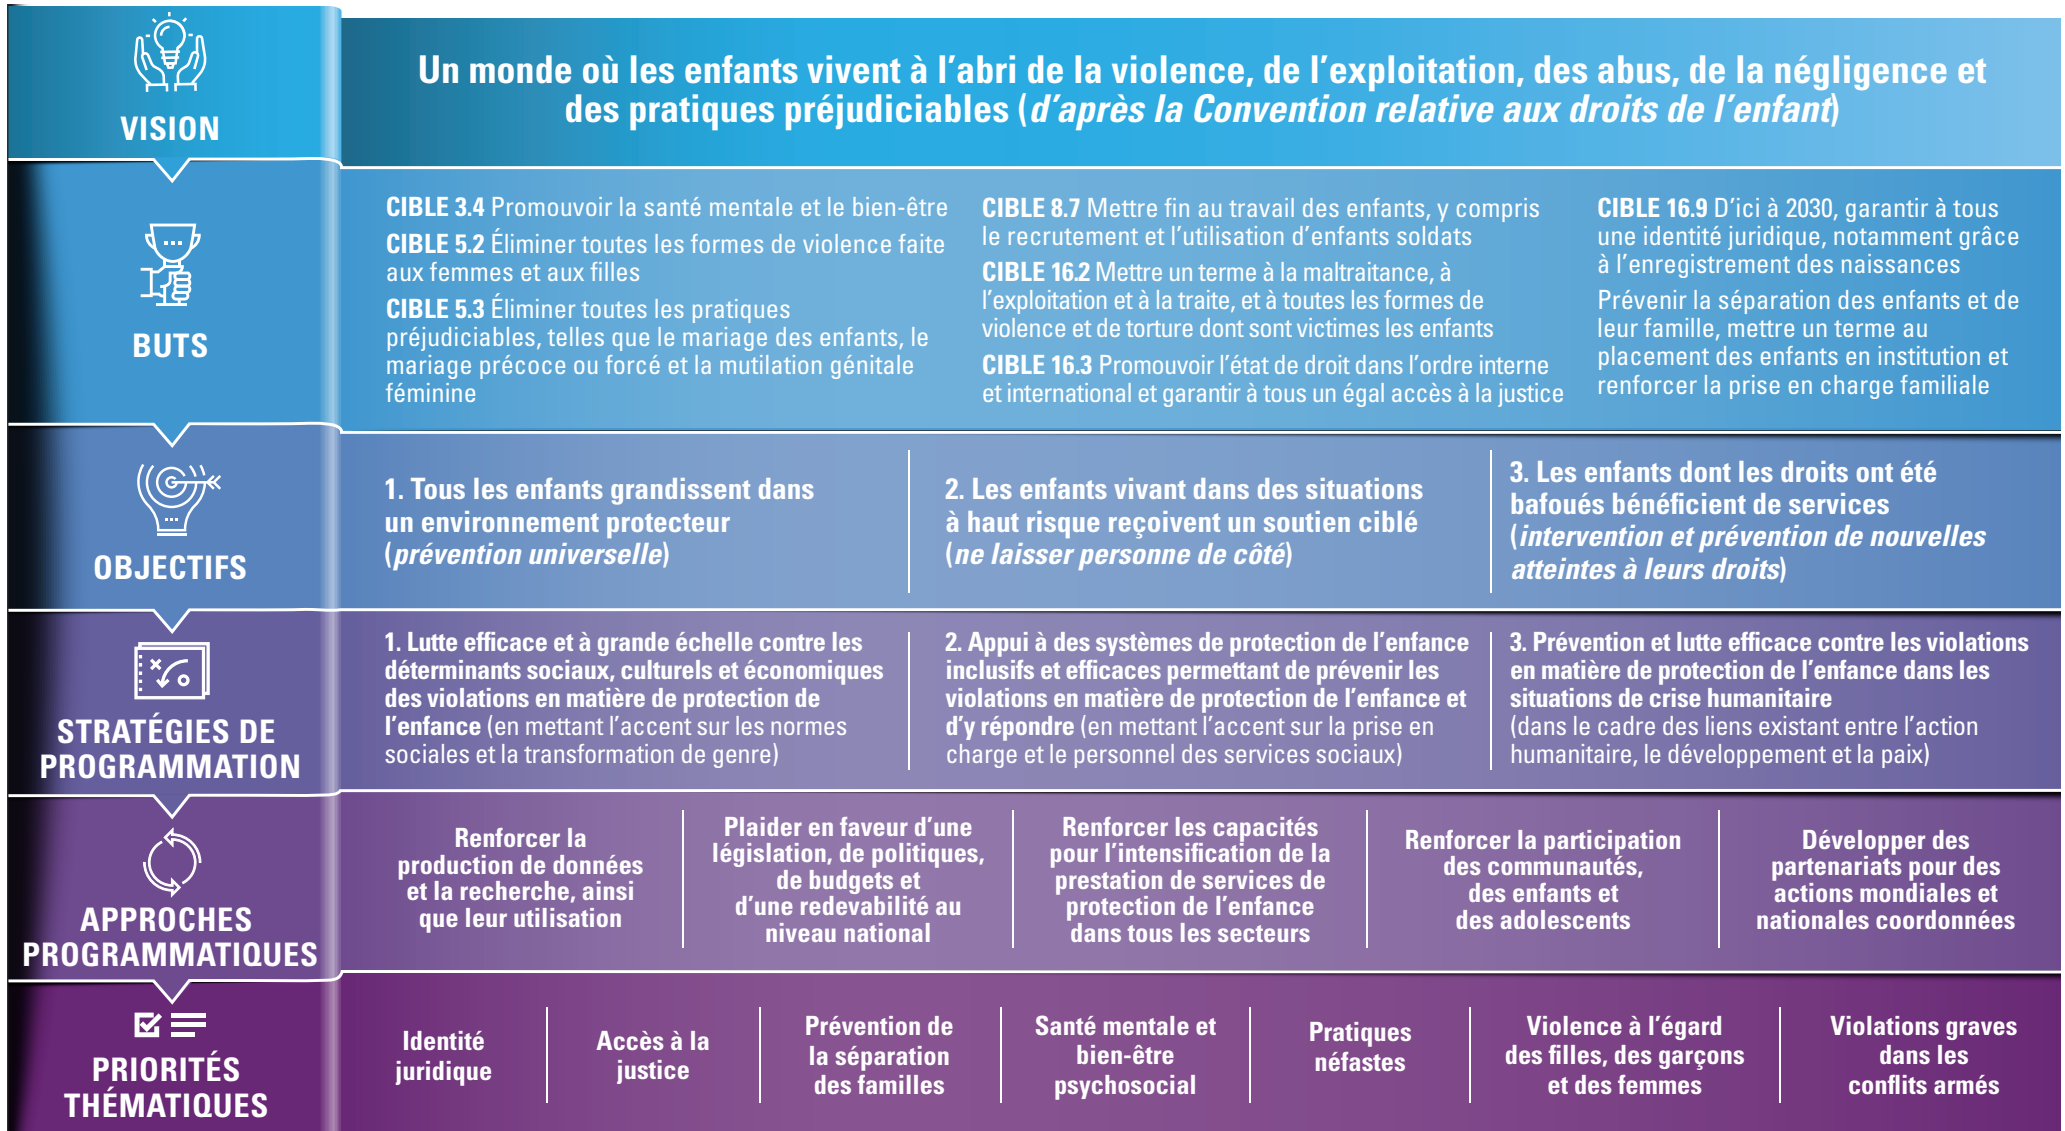 VISION
Un monde où les enfants vivent à l’abri de la violence, de l’exploitation, des abus, de la négligence et
des pratiques préjudiciables (d’après la Convention relative aux droits de l’enfant)
BUTS
CIBLE 3.4 Promouvoir la santé mentale et le bien-être
CIBLE 5.2 Éliminer toutes les formes de violence faite
aux femmes et aux filles
CIBLE 5.3 Éliminer toutes les pratiques
préjudiciables, telles que le mariage des enfants, le
mariage précoce ou forcé et la mutilation génitale
féminine
CIBLE 8.7 Mettre fin au travail des enfants, y compris
le recrutement et l’utilisation d’enfants soldats
CIBLE 16.2 Mettre un terme à la maltraitance, à
l’exploitation et à la traite, et à toutes les formes de
violence et de torture dont sont victimes les enfants
CIBLE 16.3 Promouvoir l’état de droit dans l’ordre interne
et international et garantir à tous un égal accès à la justice
CIBLE 16.9 D’ici à 2030, garantir à tous
une identité juridique, notamment grâce
à l’enregistrement des naissances
Prévenir la séparation des enfants et de
leur famille, mettre un terme au
placement des enfants en institution et
renforcer la prise en charge familiale
OBJECTIFS
1. Tous les enfants grandissent dans
un environnement protecteur
(prévention universelle)
2. Les enfants vivant dans des situations
à haut risque reçoivent un soutien ciblé
(ne laisser personne de côté)
3. Les enfants dont les droits ont été
bafoués bénéficient de services
(intervention et prévention de nouvelles
atteintes à leurs droits)
STRATÉGIES DE
PROGRAMMATION
1. Lutte efficace et à grande échelle contre les
déterminants sociaux, culturels et économiques
des violations en matière de protection de
l’enfance (en mettant l’accent sur les normes
sociales et la transformation de genre)
2. Appui à des systèmes de protection de l’enfance
inclusifs et efficaces permettant de prévenir les
violations en matière de protection de l’enfance et
d’y répondre (en mettant l’accent sur la prise en
charge et le personnel des services sociaux)
3. Prévention et lutte efficace contre les violations
en matière de protection de l’enfance dans les
situations de crise humanitaire
(dans le cadre des liens existant entre l’action
humanitaire, le développement et la paix)
APPROCHES
PROGRAMMATIQUES
Renforcer la
production de données
et la recherche, ainsi
que leur utilisation
Plaider en faveur d’une
législation, de politiques,
de budgets et
d’une redevabilité au
niveau national
Renforcer les capacités
pour l’intensification de la
prestation de services de
protection de l’enfance
dans tous les secteurs
Renforcer la participation
des communautés,
des enfants et
des adolescents
Développer des
partenariats pour des
actions mondiales et
nationales coordonnées
PRIORITÉS
THÉMATIQUES
Identité
juridique
Accès à la
justice
Prévention de
la séparation
des familles
Santé mentale et
bien-être
psychosocial
Pratiques
néfastes
Violence à l’égard
des filles, des garçons
et des femmes
Violations graves
dans les
conflits armés